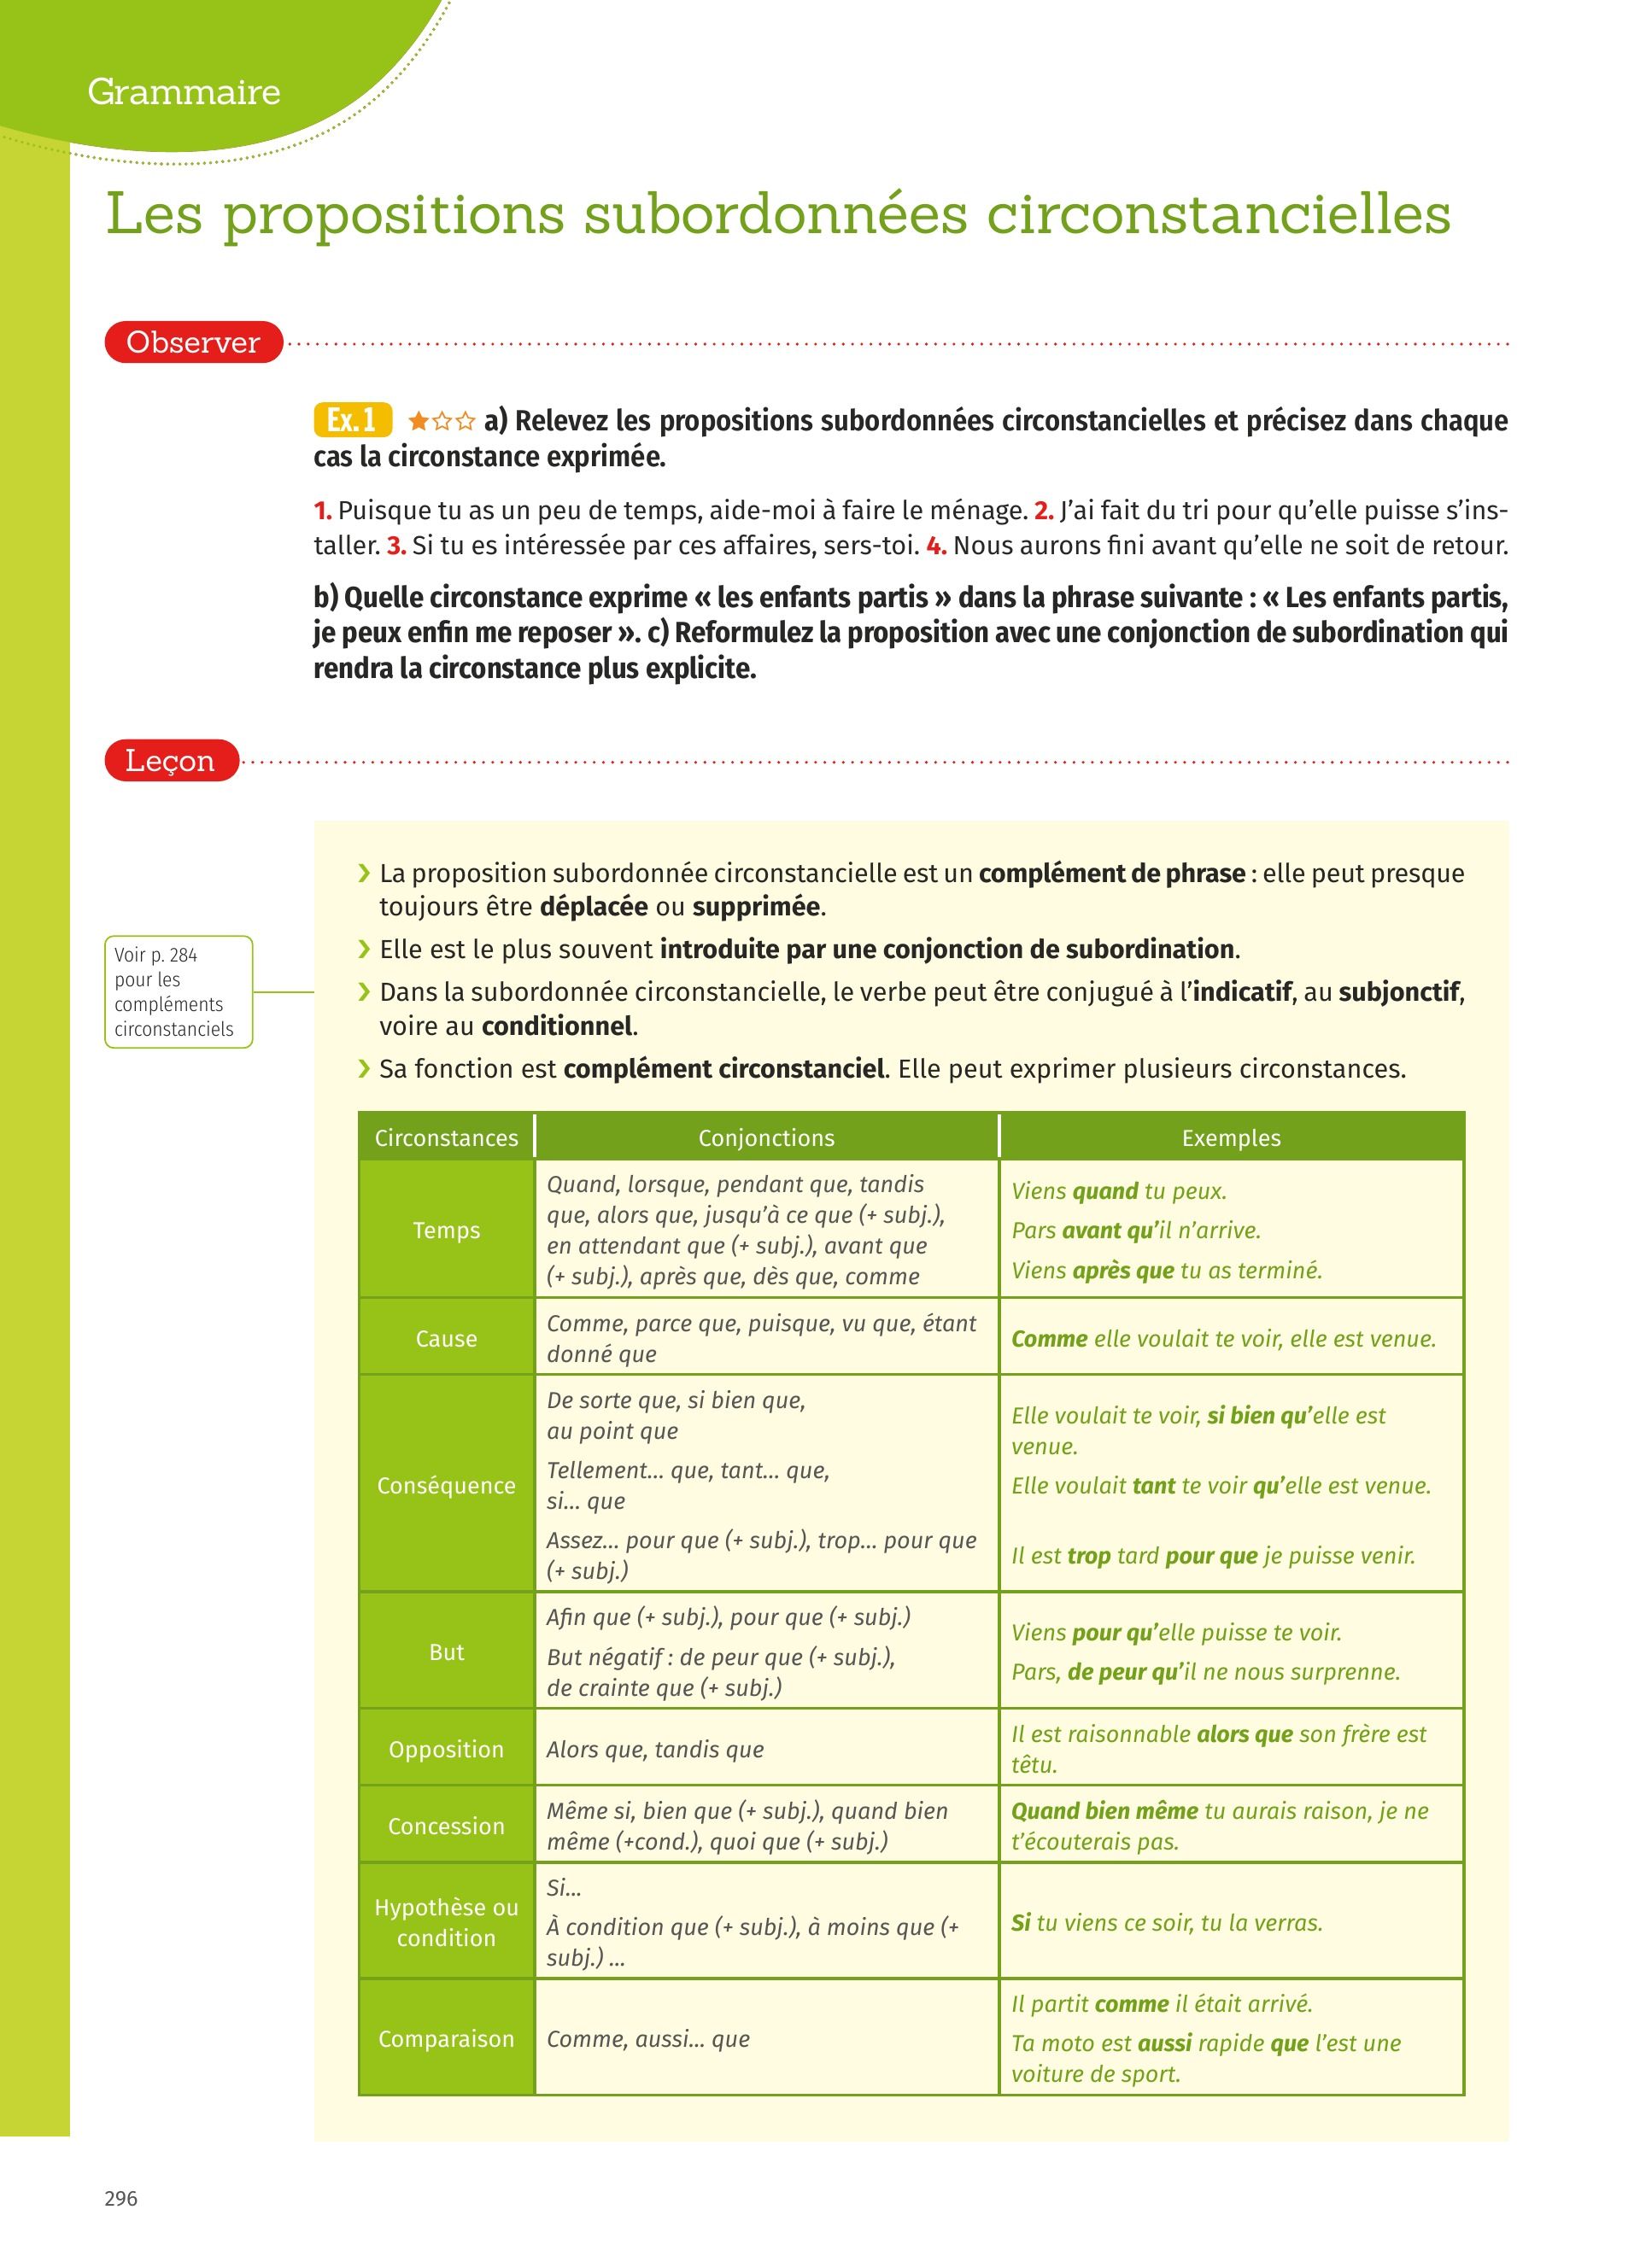 Grammaire
Les propositions subordonnées circonstancielles
Observer
Ex. 1 a) Relevez les propositions subordonnées circonstancielles et précisez dans chaque
cas la circonstance exprimée.
1. Puisque tu as un peu de temps, aide-moi à faire le ménage. 2. J’ai fait du tri pour qu’elle puisse s’ins-
taller. 3. Si tu es intéressée par ces affaires, sers-toi. 4. Nous aurons fini avant qu’elle ne soit de retour.
b) Quelle circonstance exprime « les enfants partis » dans la phrase suivante : « Les enfants partis,
je peux enfin me reposer ». c) Reformulez la proposition avec une conjonction de subordination qui
rendra la circonstance plus explicite.
Leçon
› La proposition subordonnée circonstancielle est un complément de phrase : elle peut presque
toujours être déplacée ou supprimée.
› Elle est le plus souvent introduite par une conjonction de subordination.
› Dans la subordonnée circonstancielle, le verbe peut être conjugué à l’indicatif, au subjonctif,
voire au conditionnel.
› Sa fonction est complément circonstanciel. Elle peut exprimer plusieurs circonstances.
Voir p. 284
pour les
compléments
circonstanciels
Circonstances
Conjonctions
Exemples
Temps
Quand, lorsque, pendant que, tandis
que, alors que, jusqu’à ce que (+ subj.),
en attendant que (+ subj.), avant que
(+ subj.), après que, dès que, comme
Viens quand tu peux.
Pars avant qu’il n’arrive.
Viens après que tu as terminé.
Cause
Comme, parce que, puisque, vu que, étant
donné que
Comme elle voulait te voir, elle est venue.
Conséquence
De sorte que, si bien que,
au point que
Tellement… que, tant… que,
si… que
Assez… pour que (+ subj.), trop… pour que
(+ subj.)
Elle voulait te voir, si bien qu’elle est
venue.
Elle voulait tant te voir qu’elle est venue.
Il est trop tard pour que je puisse venir.
But
Afin que (+ subj.), pour que (+ subj.)
But négatif : de peur que (+ subj.),
de crainte que (+ subj.)
Viens pour qu’elle puisse te voir.
Pars, de peur qu’il ne nous surprenne.
Opposition
Alors que, tandis que
Il est raisonnable alors que son frère est
têtu.
Concession
Même si, bien que (+ subj.), quand bien
même (+cond.), quoi que (+ subj.)
Quand bien même tu aurais raison, je ne
t’écouterais pas.
Hypothèse ou
condition
Si…
À condition que (+ subj.), à moins que (+
subj.) …
Si tu viens ce soir, tu la verras.
Comparaison
Comme, aussi… que
Il partit comme il était arrivé.
Ta moto est aussi rapide que l’est une
voiture de sport.
296